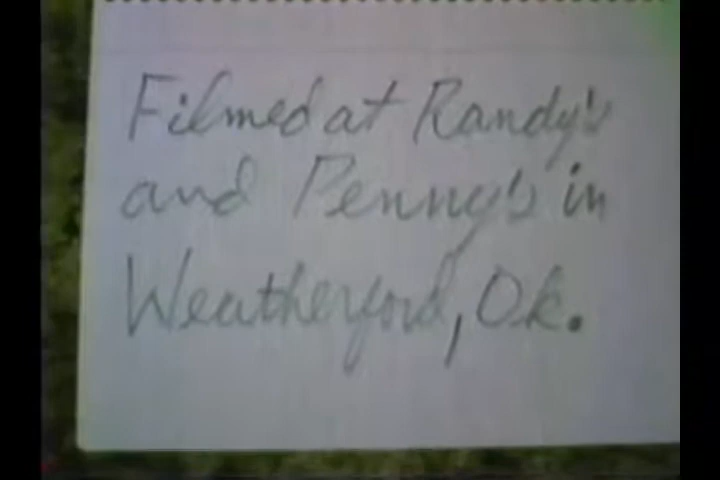 Filmed at Randy's
and Penny's in
Weatherford, Ok.